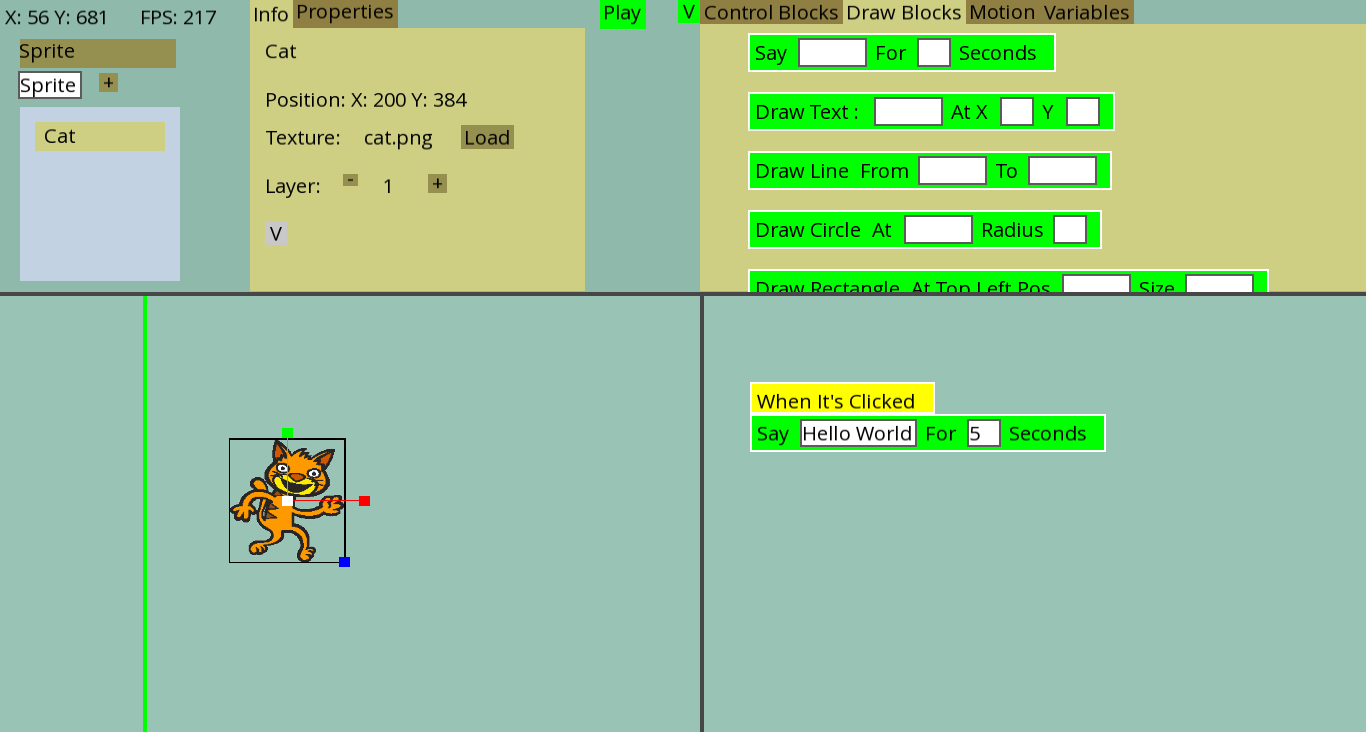 X: 56 Y: 681 FPS: 217
Sprite
Sprite +
Cat
Info Properties
Cat
Position: X: 200 Y: 384
Texture: cat.png Load
Layer: - 1 +
V
Play
V Control Blocks Draw Blocks Motion Variables
Say For Seconds
Draw Text : At X Y
Draw Line From To
Draw Circle At Radius
Draw Rectangle At Top Left Pos Size
When It's Clicked
Say Hello World For 5 Seconds